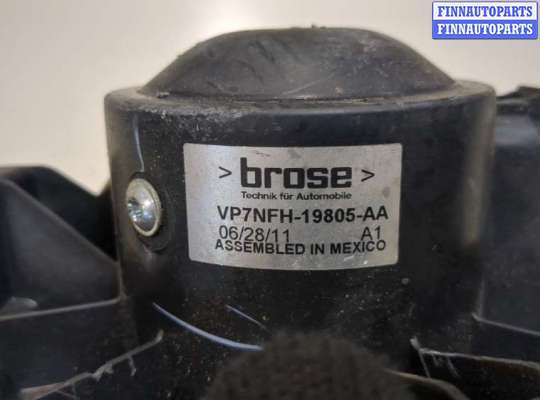 FINNAUTOPARTS
FINNAUTOPARTS
>brose>
Technik für Automobile
VP7NFH-19805-AA
06/28/11 A1
ASSEMBLED IN MEXICO